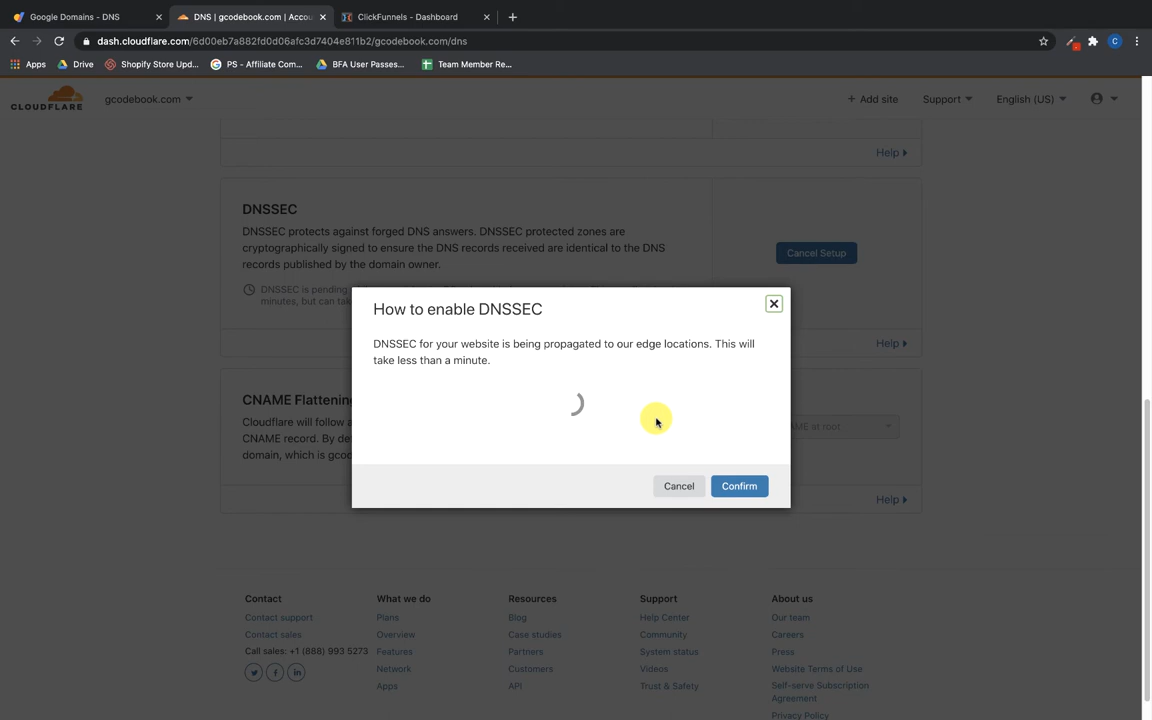 Google Domains - DNS
DNS | gcodebook.com | Accou
ClickFunnels - Dashboard
dash.cloudflare.com/6d00eb7a882fd0d06afc3d7404e811b2/gcodebook.com/dns
Apps
Drive
Shopify Store Upd...
PS - Affiliate Com...
BFA User Passes...
Team Member Re...
C
CLOUDFLARE
gcodebook.com
+ Add site
Support
English (US)
Help
DNSSEC
DNSSEC protects against forged DNS answers. DNSSEC protected zones are
cryptographically signed to ensure the DNS records received are identical to the DNS
records published by the domain owner.
Cancel Setup
DNSSEC is pending
minutes, but can tak
Help
How to enable DNSSEC
DNSSEC for your website is being propagated to our edge locations. This will
take less than a minute.
Cancel
Confirm
CNAME Flattening
Cloudflare will follow a
CNAME record. By de
domain, which is gcod
AME at root
Help
Contact
Contact support
Contact sales
Call sales: +1 (888) 993 5273
What we do
Plans
Overview
Features
Network
Apps
Resources
Blog
Case studies
Partners
Customers
API
Support
Help Center
Community
System status
Videos
Trust & Safety
About us
Our team
Careers
Press
Website Terms of Use
Self-serve Subscription
Agreement
Privacy Policy